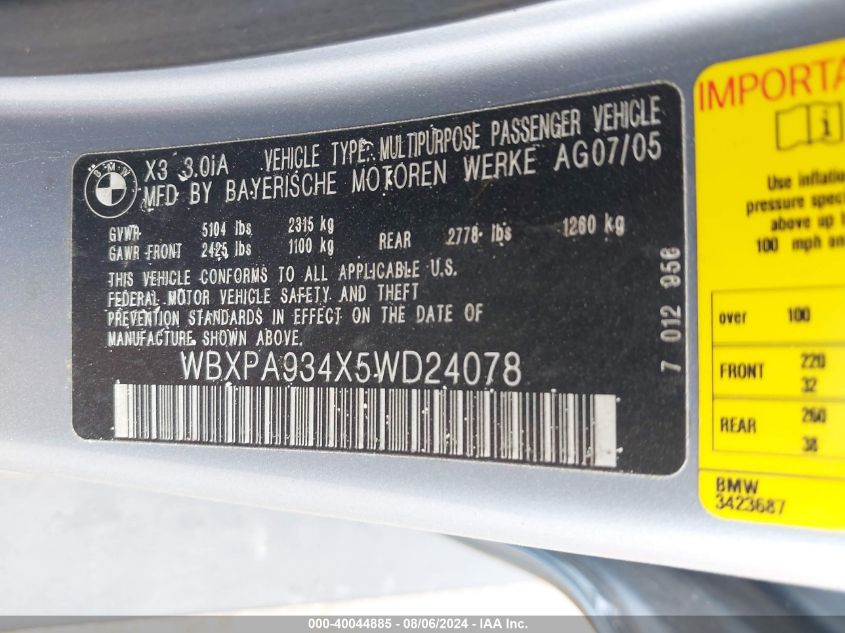 BMW
X3 3.0iA VEHICLE TYPE: MULTIPURPOSE PASSENGER VEHICLE
MFD BY BAYERISCHE MOTOREN WERKE AG07/05
GVWR 5104 lbs 2315 kg
GAWR FRONT 2425 lbs 1100 kg REAR 2778 lbs 1260 kg
THIS VEHICLE CONFORMS TO ALL APPLICABLE U.S.
FEDERAL MOTOR VEHICLE SAFETY AND THEFT
PREVENTION STANDARDS IN EFFECT ON THE DATE OF
MANUFACTURE SHOWN ABOVE.
WBXPA934X5WD24078
7 012 956
IMPORTA
i
Use inflation
pressure speci
above up t
100 mph an
over 100
FRONT 220
32
REAR 260
38
BMW
3423687
000-40044885 - 08/06/2024 - IAA Inc.